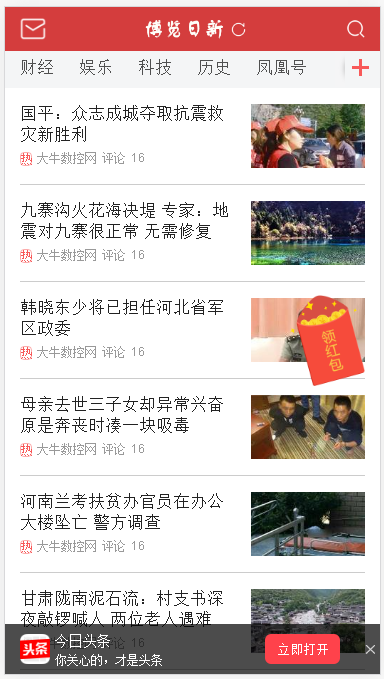 博览日新
财经 娱乐 科技 历史 凤凰号
国平：众志成城夺取抗震救
灾新胜利
热 大牛数控网 评论 16
九寨沟火花海决堤 专家：地
震对九寨很正常 无需修复
热 大牛数控网 评论 16
韩晓东少将已担任河北省军
区政委
热 大牛数控网 评论 16
领红包
母亲去世三子女却异常兴奋
原是奔丧时凑一块吸毒
热 大牛数控网 评论 16
河南兰考扶贫办官员在办公
大楼坠亡 警方调查
热 大牛数控网 评论 16
甘肃陇南泥石流：村支书深
夜敲锣喊人 两位老人遇难
热 大牛数控网 评论 16
头条
今日头条
你关心的，才是头条
立即打开